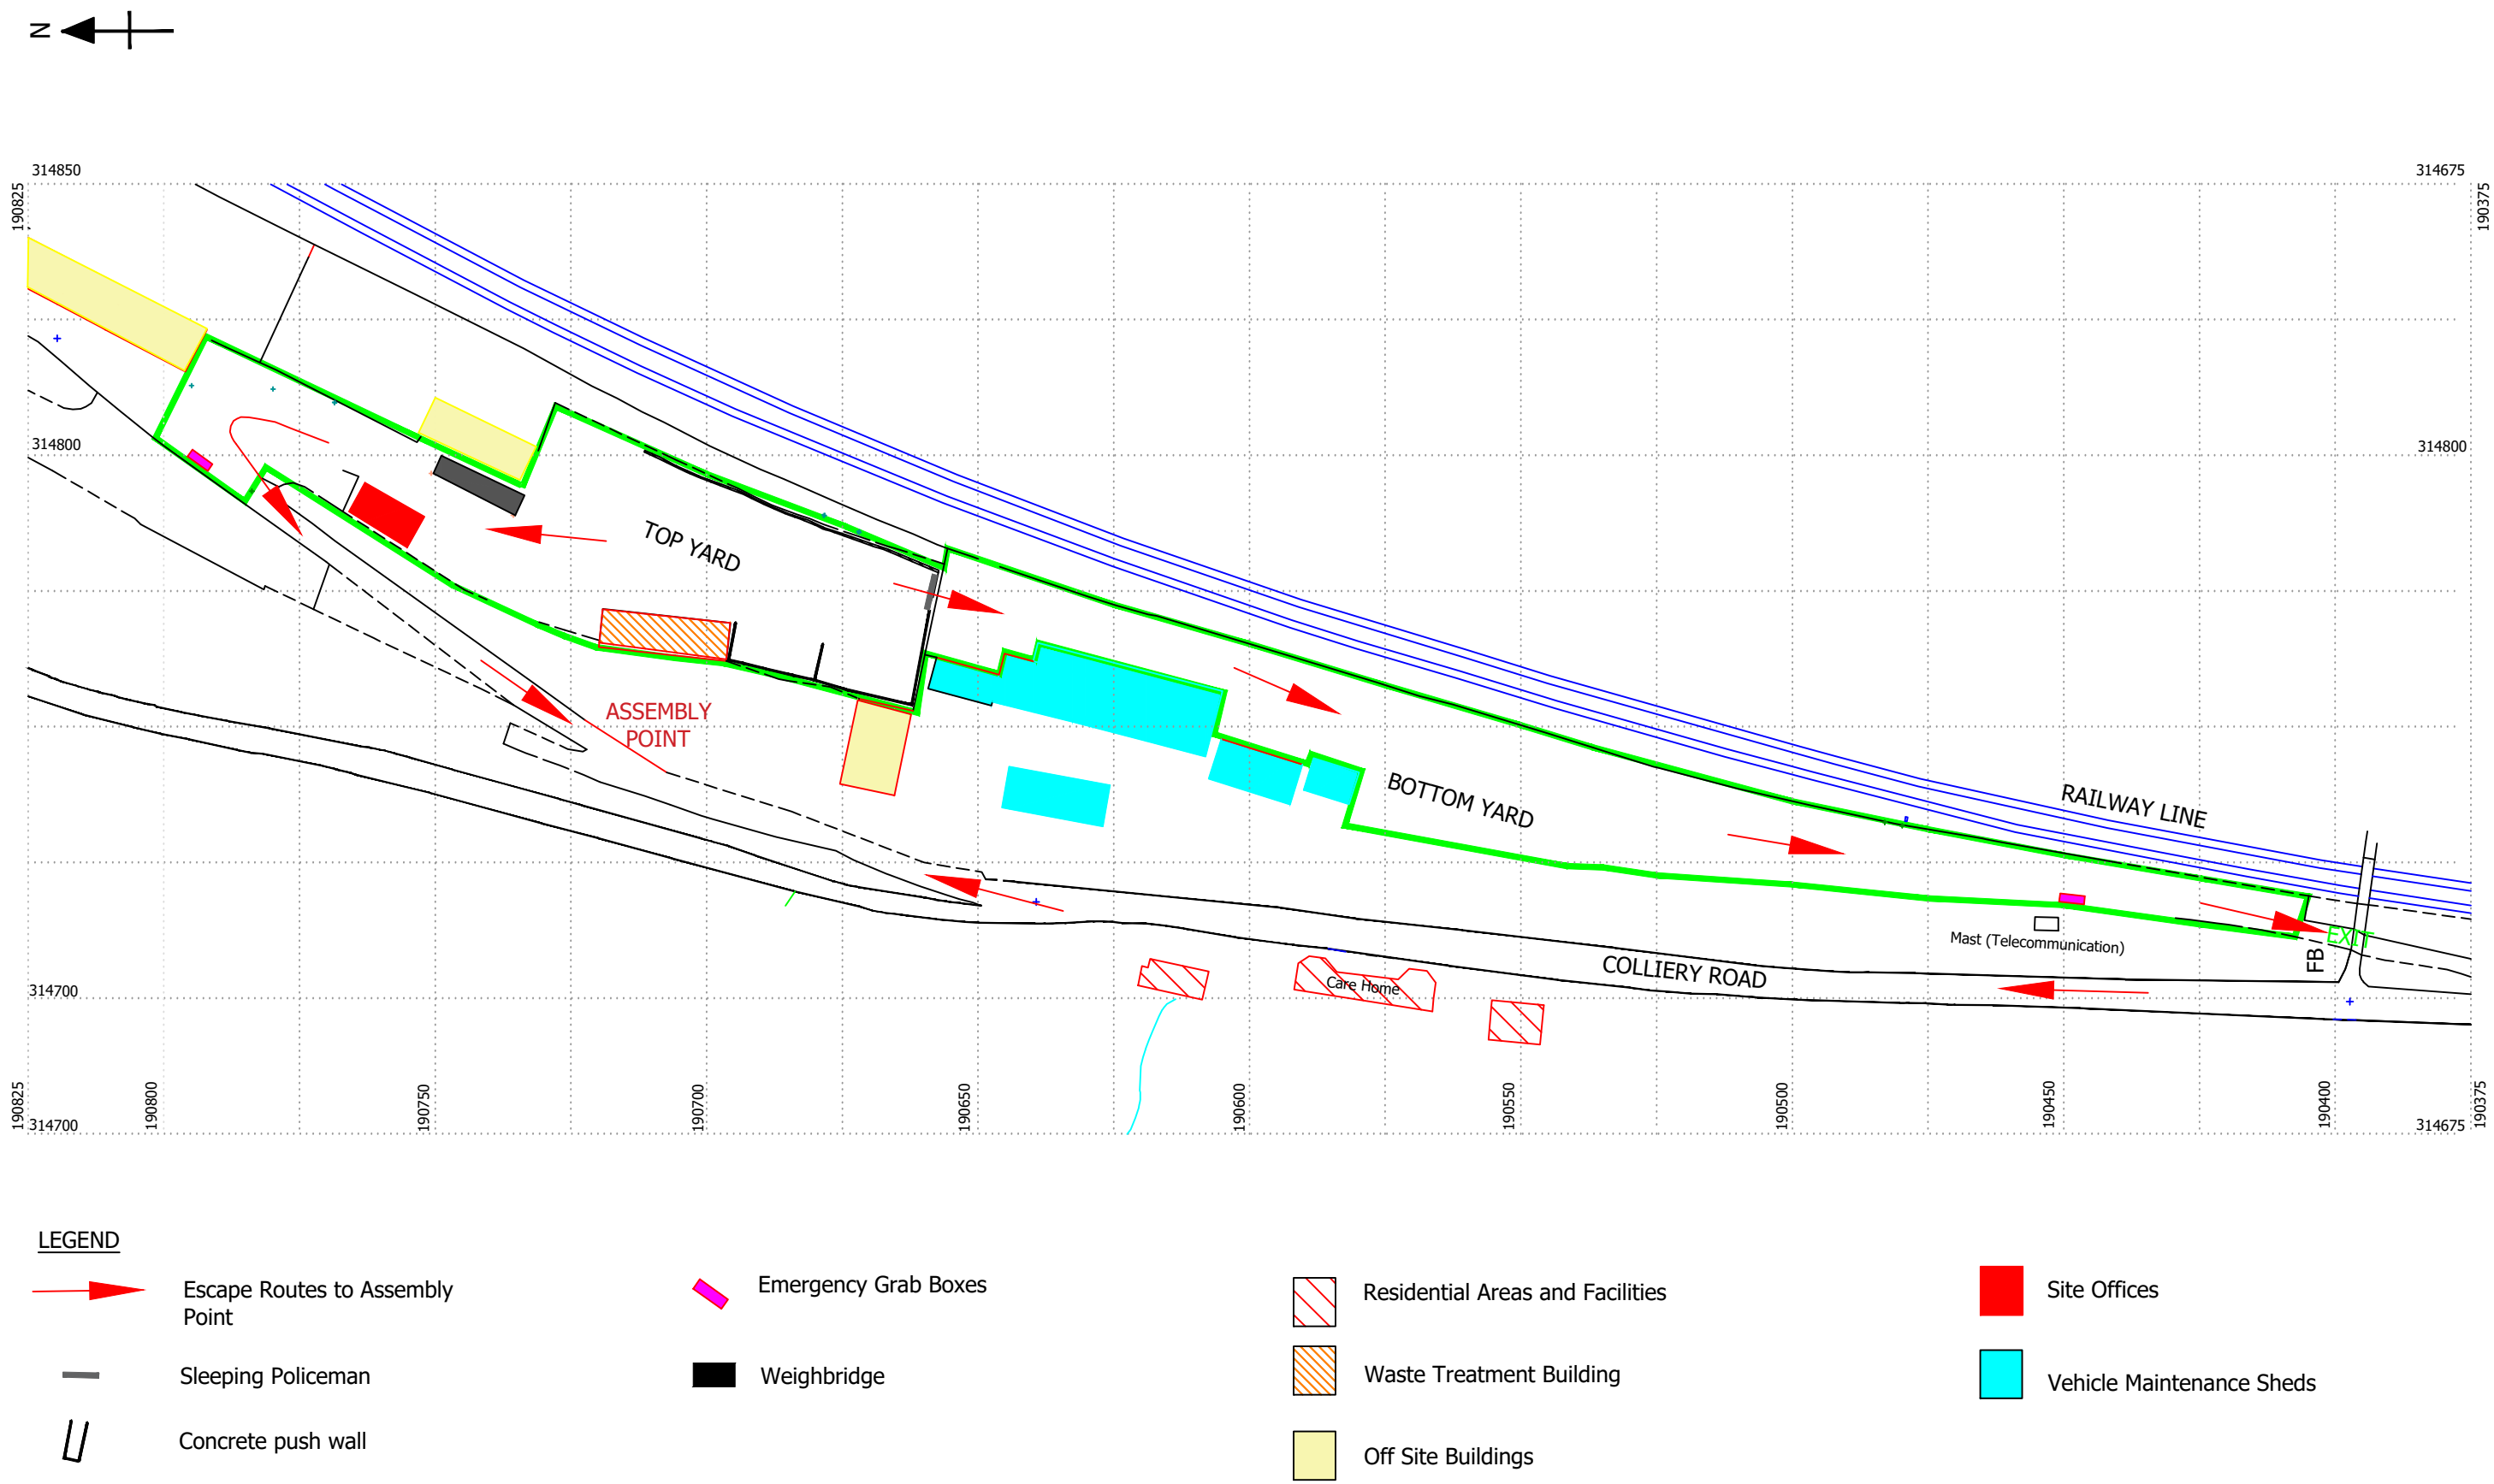 N
314850
314675
190825
190375
314800
314800
TOP YARD
ASSEMBLY
POINT
BOTTOM YARD
RAILWAY LINE
Mast (Telecommunication)
EXIT
FB
COLLIERY ROAD
Care Home
314700
190825
190800
190750
190700
190650
190600
190550
190500
190450
190400
190375
314700
314675
LEGEND
Escape Routes to Assembly
Point
Emergency Grab Boxes
Residential Areas and Facilities
Site Offices
Sleeping Policeman
Weighbridge
Waste Treatment Building
Vehicle Maintenance Sheds
Concrete push wall
Off Site Buildings